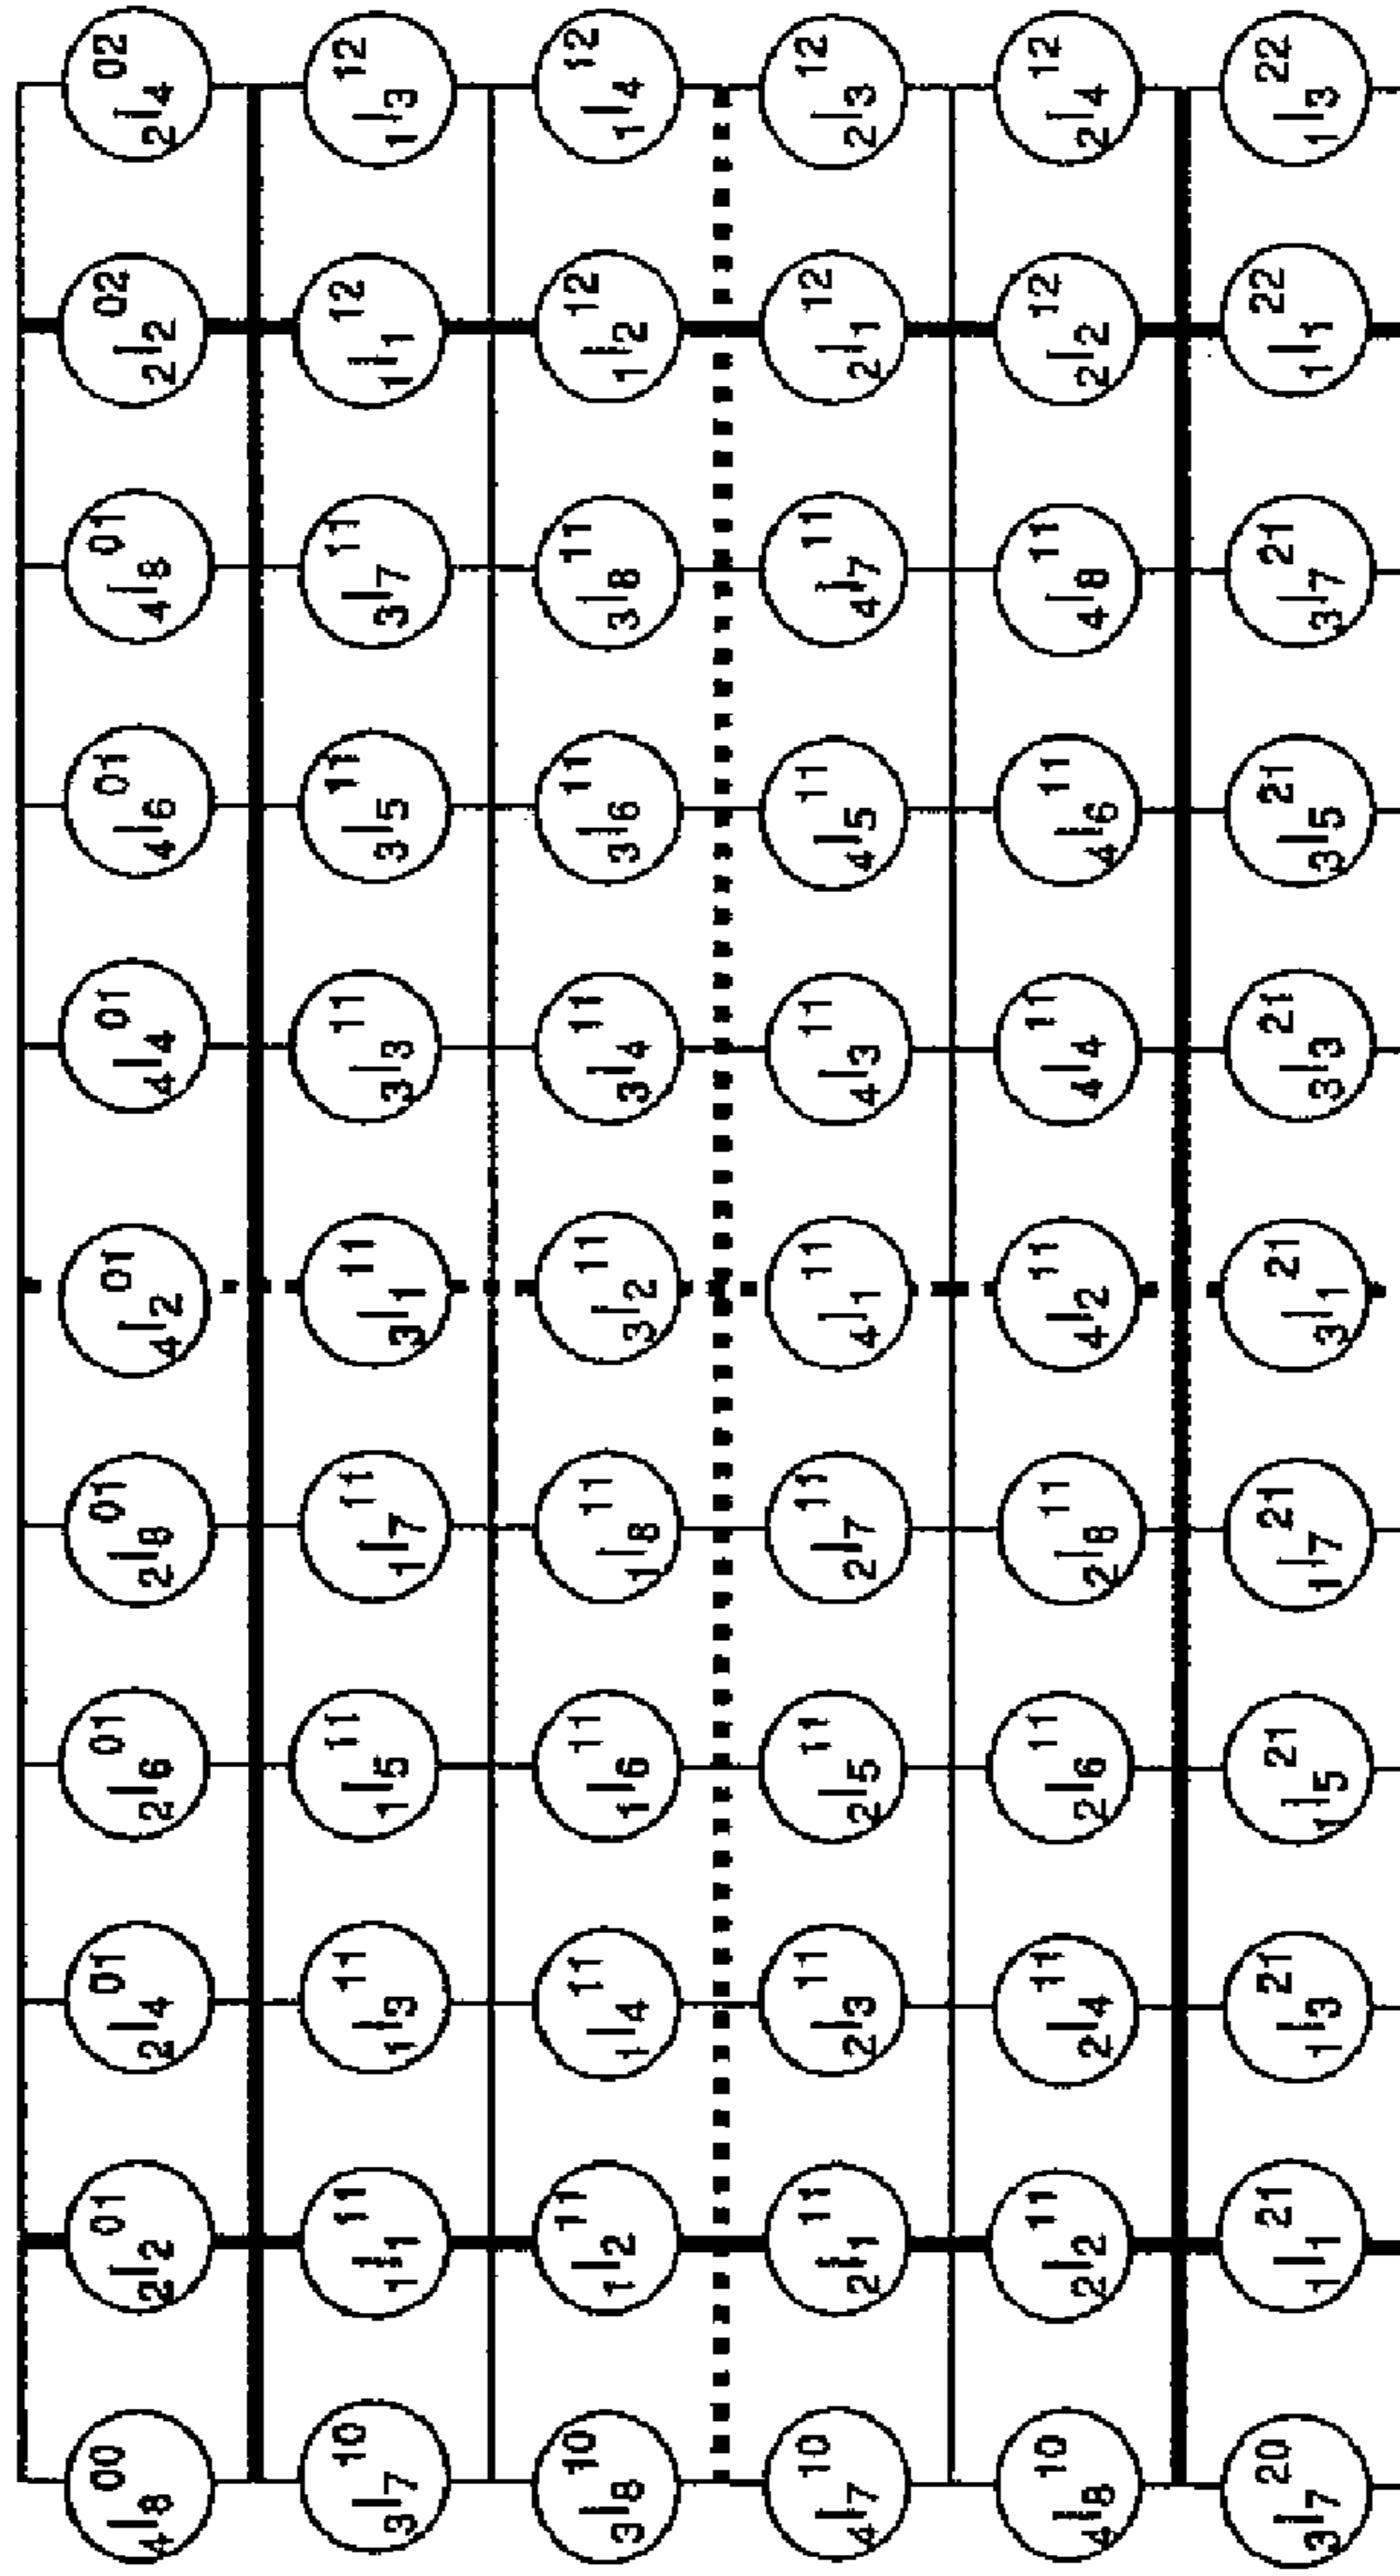 ₄I₈⁰⁰ ₂I₂⁰¹ ₂I₄⁰¹ ₂I₆⁰¹ ₂I₈⁰¹ ₄I₂⁰¹ ₄I₄⁰¹ ₄I₆⁰¹ ₄I₈⁰¹ ₂I₂⁰² ₂I₄⁰²
₃I₇¹⁰ ₁I₁¹¹ ₁I₃¹¹ ₁I₅¹¹ ₁I₇¹¹ ₃I₁¹¹ ₃I₃¹¹ ₃I₅¹¹ ₃I₇¹¹ ₁I₁¹² ₁I₃¹²
₃I₈¹⁰ ₁I₂¹¹ ₁I₄¹¹ ₁I₆¹¹ ₁I₈¹¹ ₃I₂¹¹ ₃I₄¹¹ ₃I₆¹¹ ₃I₈¹¹ ₁I₂¹² ₁I₄¹²
₄I₇¹⁰ ₂I₁¹¹ ₂I₃¹¹ ₂I₅¹¹ ₂I₇¹¹ ₄I₁¹¹ ₄I₃¹¹ ₄I₅¹¹ ₄I₇¹¹ ₂I₁¹² ₂I₃¹²
₄I₈¹⁰ ₂I₂¹¹ ₂I₄¹¹ ₂I₆¹¹ ₂I₈¹¹ ₄I₂¹¹ ₄I₄¹¹ ₄I₆¹¹ ₄I₈¹¹ ₂I₂¹² ₂I₄¹²
₃I₇²⁰ ₁I₁²¹ ₁I₃²¹ ₁I₅²¹ ₁I₇²¹ ₃I₁²¹ ₃I₃²¹ ₃I₅²¹ ₃I₇²¹ ₁I₁²² ₁I₃²²